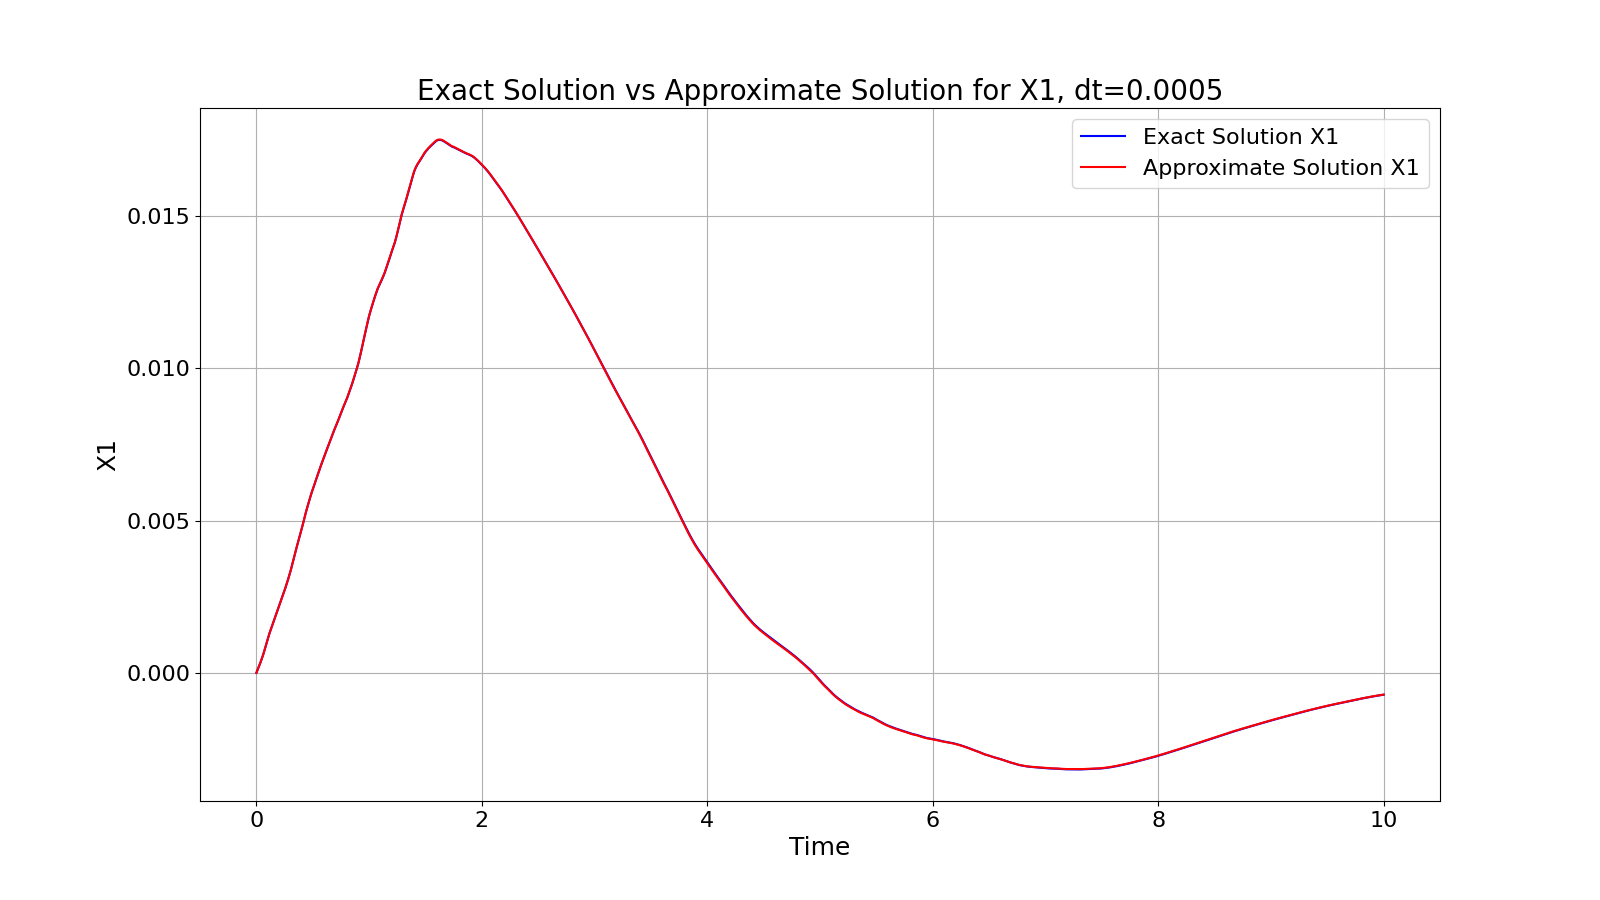 Exact Solution vs Approximate Solution for X1, dt=0.0005
Exact Solution X1
Approximate Solution X1
0.015
0.010
0.005
0.000
X1
0 2 4 6 8 10
Time